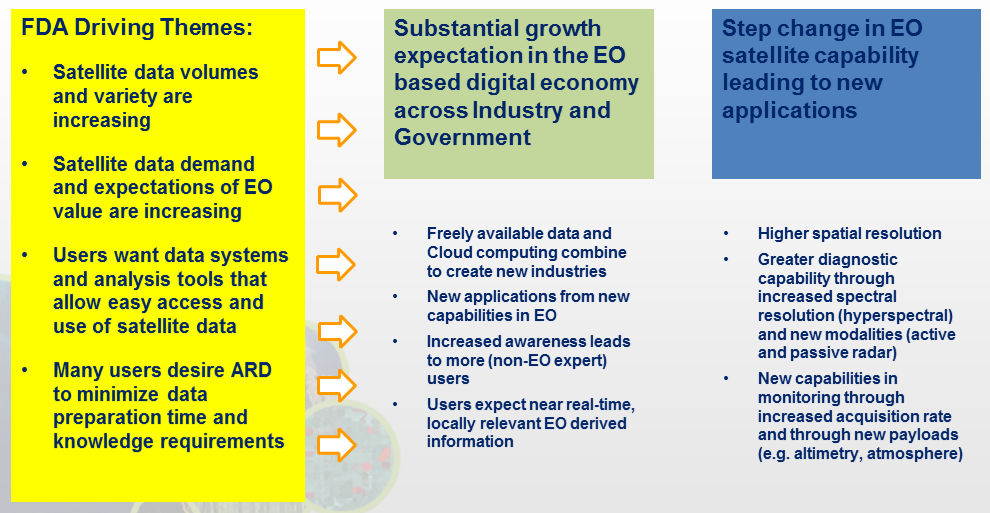 FDA Driving Themes:
• Satellite data volumes
and variety are
increasing
• Satellite data demand
and expectations of EO
value are increasing
• Users want data systems
and analysis tools that
allow easy access and
use of satellite data
• Many users desire ARD
to minimize data
preparation time and
knowledge requirements
Substantial growth
expectation in the EO
based digital economy
across Industry and
Government
• Freely available data and
Cloud computing combine
to create new industries
• New applications from new
capabilities in EO
• Increased awareness leads
to more (non-EO expert)
users
• Users expect near real-time,
locally relevant EO derived
information
Step change in EO
satellite capability
leading to new
applications
• Higher spatial resolution
• Greater diagnostic
capability through
increased spectral
resolution (hyperspectral)
and new modalities (active
and passive radar)
• New capabilities in
monitoring through
increased acquisition rate
and through new payloads
(e.g. altimetry, atmosphere)